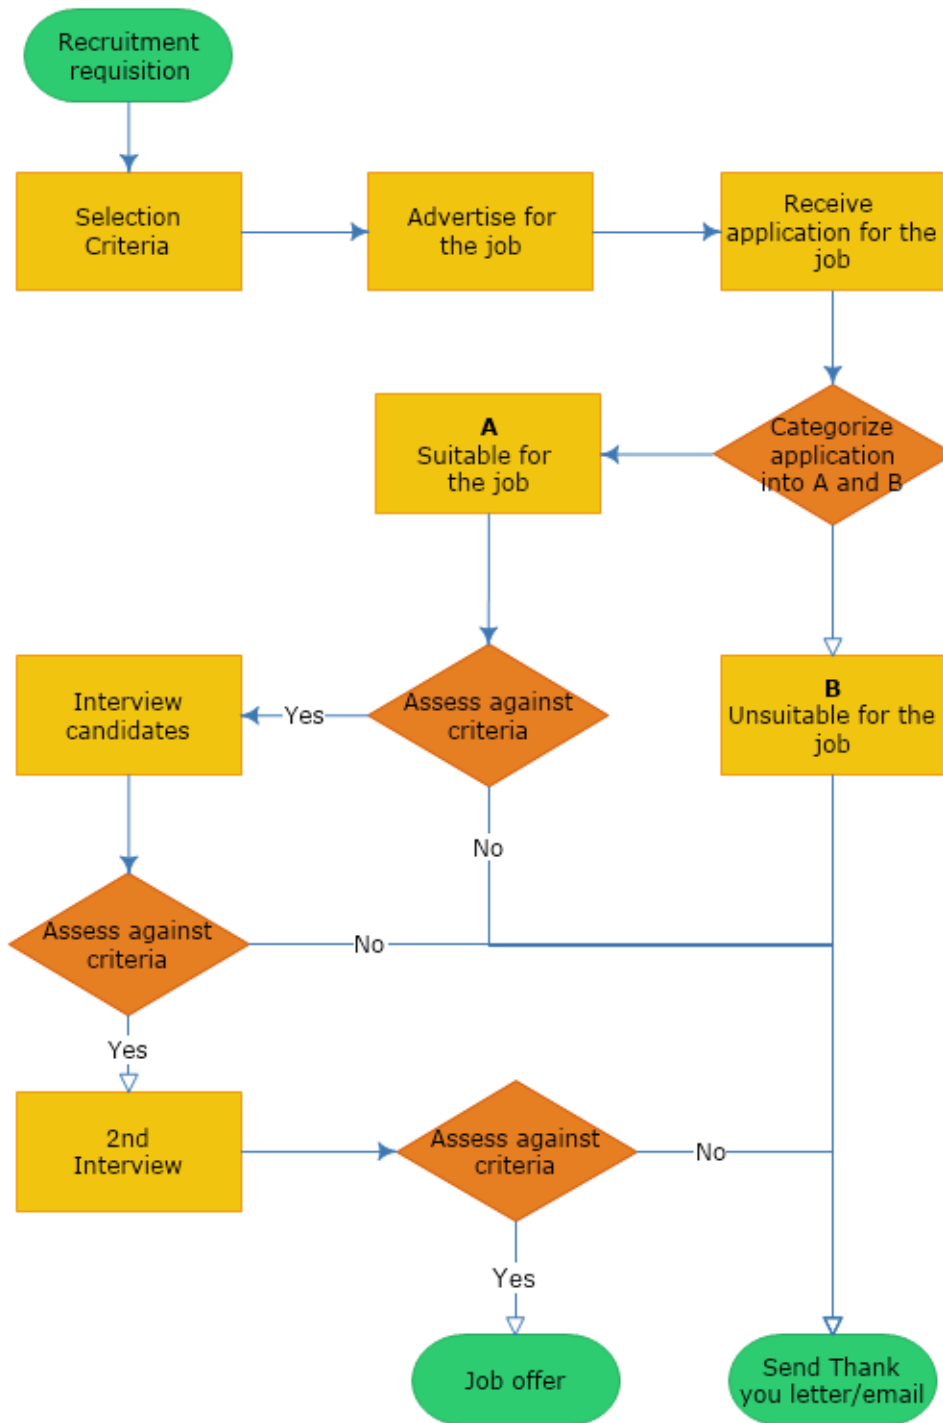 Recruitment
requisition
Selection
Criteria
Advertise for
the job
Receive
application for the
job
A
Suitable for
the job
Categorize
application
into A and B
Interview
candidates
Yes
Assess against
criteria
B
Unsuitable for the
job
No
Assess against
criteria
No
Yes
2nd
Interview
Assess against
criteria
No
Yes
Job offer
Send Thank
you letter/email